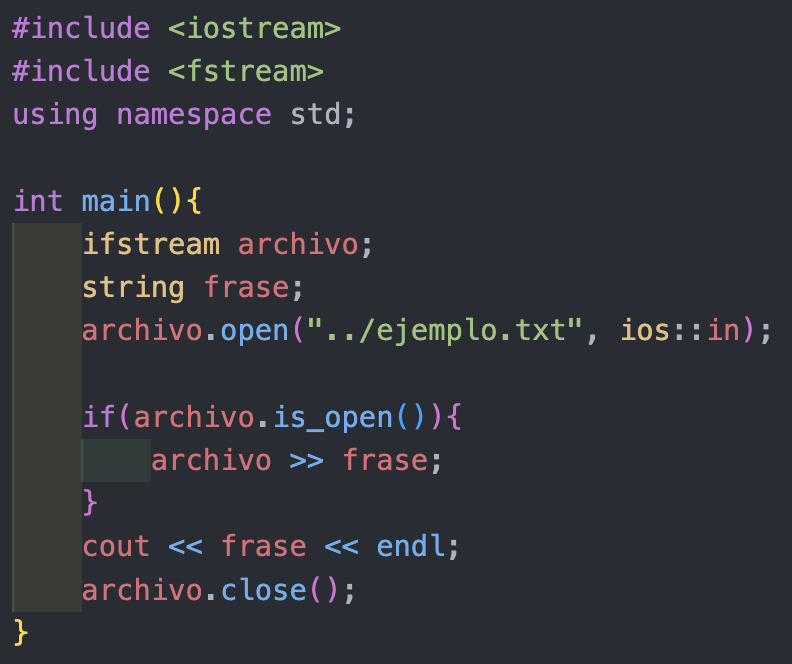 #include <iostream>
#include <fstream>
using namespace std;
int main(){
ifstream archivo;
string frase;
archivo.open("../ejemplo.txt", ios::in);
if(archivo.is_open()){
archivo >> frase;
}
cout << frase << endl;
archivo.close();
}